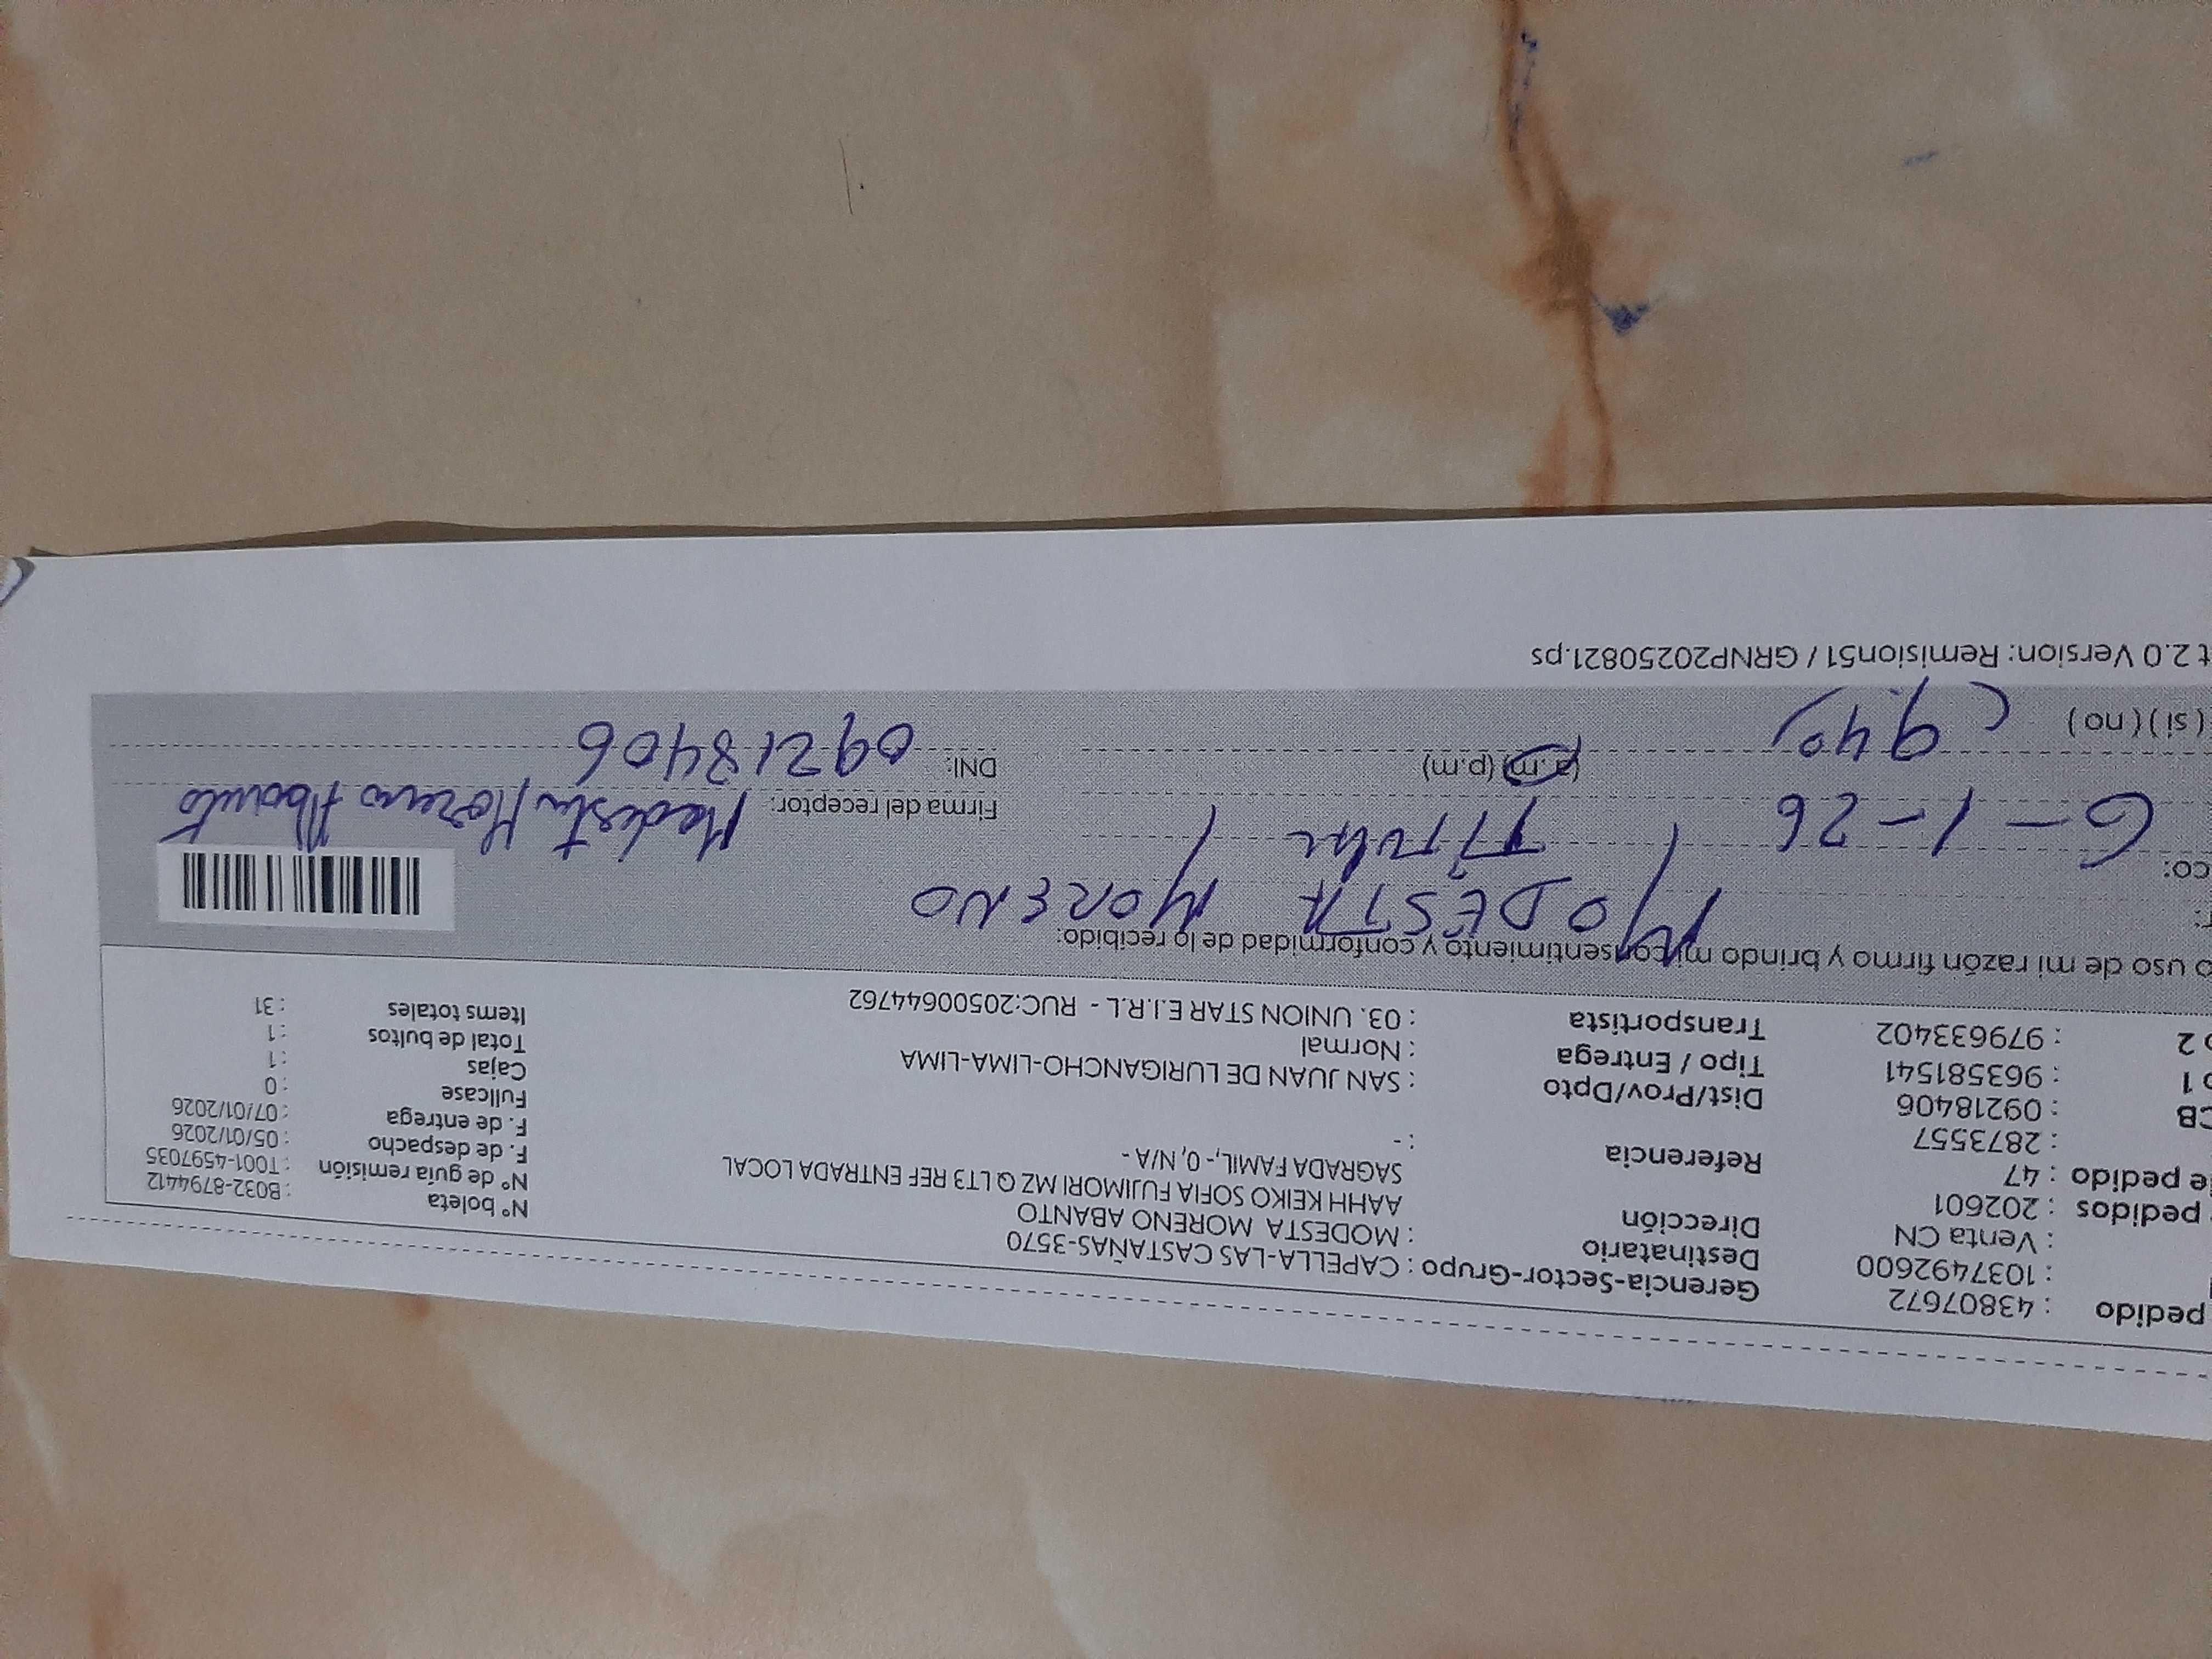 pedido : 43807672
: 1037492600
: Venta CN
pedidos : 202601
e pedido : 47
: 2873557
CB : 09218406
o 1 : 963581541
o 2 : 979633402
Gerencia-Sector-Grupo : CAPELLA-LAS CASTAÑAS-3570
Destinatario : MODESTA MORENO ABANTO
Dirección AAHH KEIKO SOFIA FUJIMORI MZ Q LT3 REF ENTRADA LOCAL
SAGRADA FAMIL,- 0, N/A -
Referencia : -
Dist/Prov/Dpto : SAN JUAN DE LURIGANCHO-LIMA-LIMA
Tipo / Entrega : Normal
Transportista : 03. UNION STAR E.I.R.L - RUC:20500644762
N° boleta : B032-8794412
N° de guía remisión : T001-4597035
F. de despacho : 05/01/2026
F. de entrega : 07/01/2026
Fullcase : 0
Cajas : 1
Total de bultos : 1
Items totales : 31
o uso de mi razón firmo y brindo mi consentimiento y conformidad de lo recibido:
MODESTA MORENO
co:
6-1-26 / Titular /
Firma del receptor: Modesta Moreno Abanto
(si) (no) (9:40) (a.m) (p.m)
DNI: 09218406
t 2.0 Version: Remision51 / GRNP20250821.ps